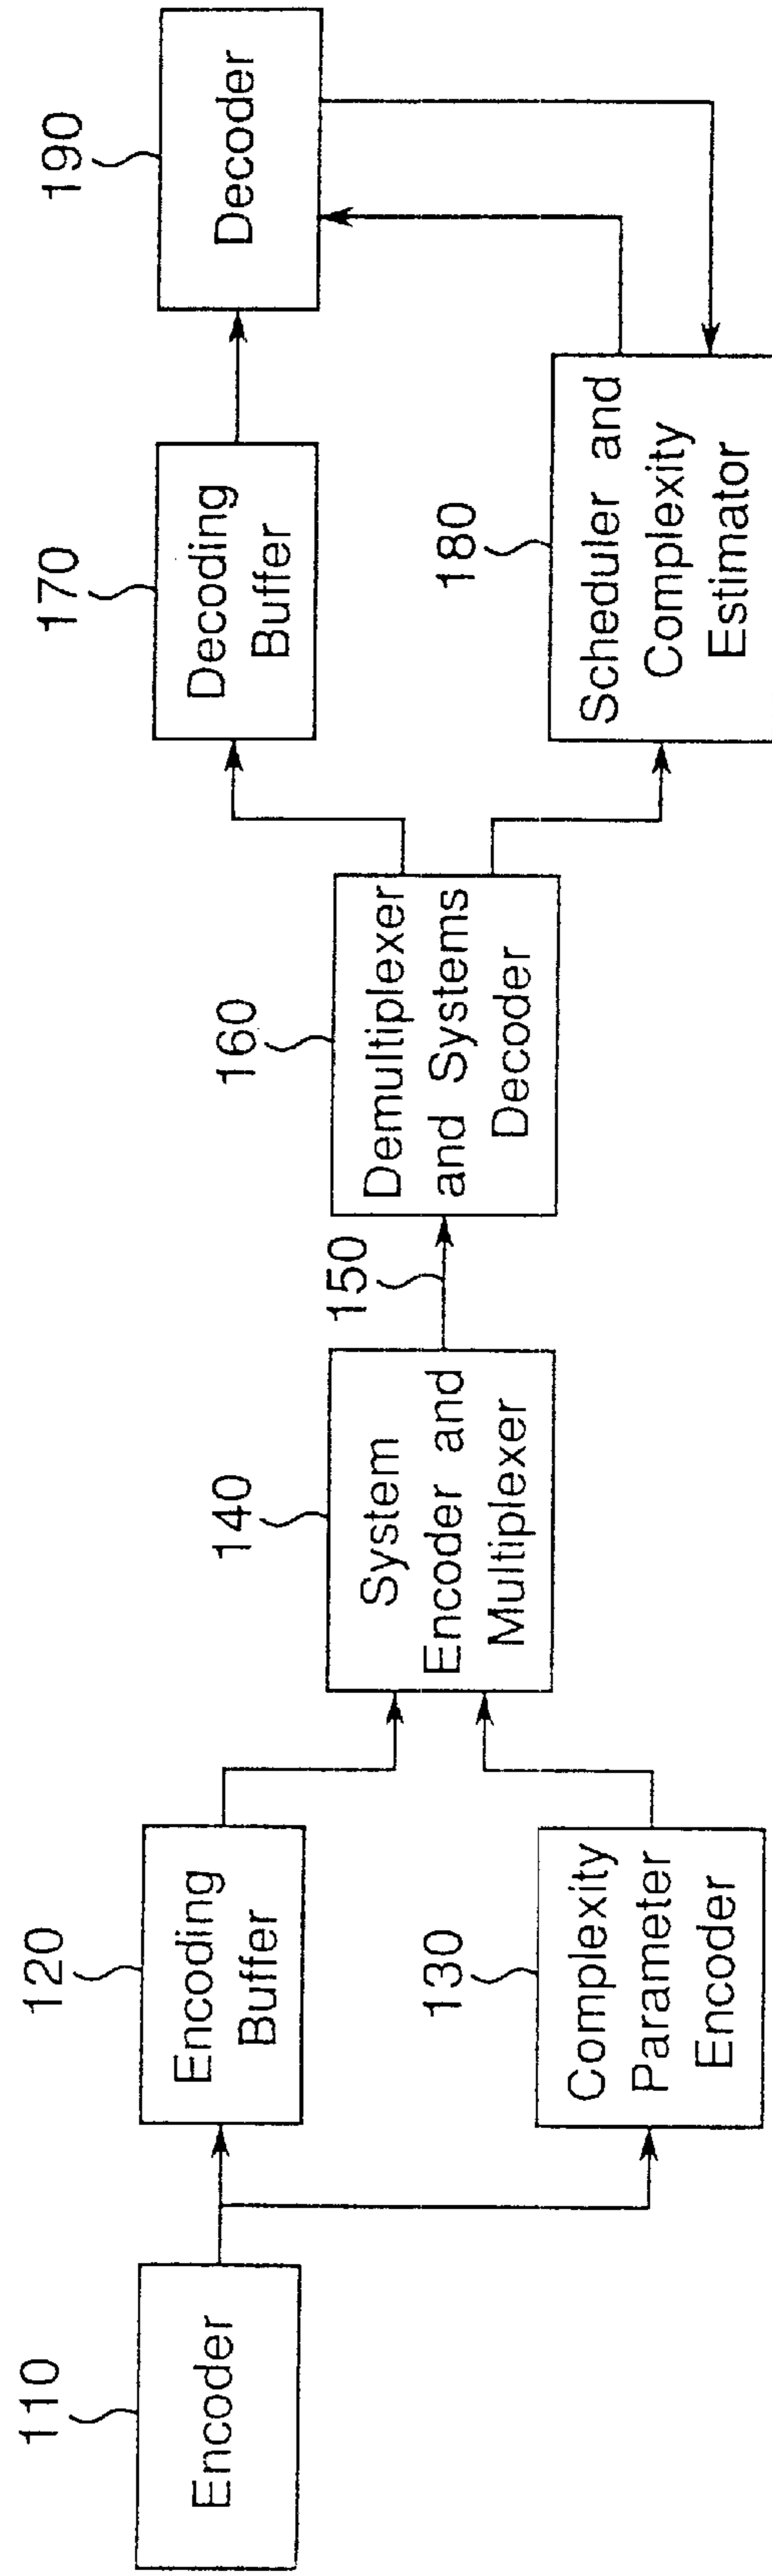 110
Encoder
120
Encoding
Buffer
130
Complexity
Parameter
Encoder
140
System
Encoder and
Multiplexer
150
160
Demultiplexer
and Systems
Decoder
170
Decoding
Buffer
180
Scheduler and
Complexity
Estimator
190
Decoder